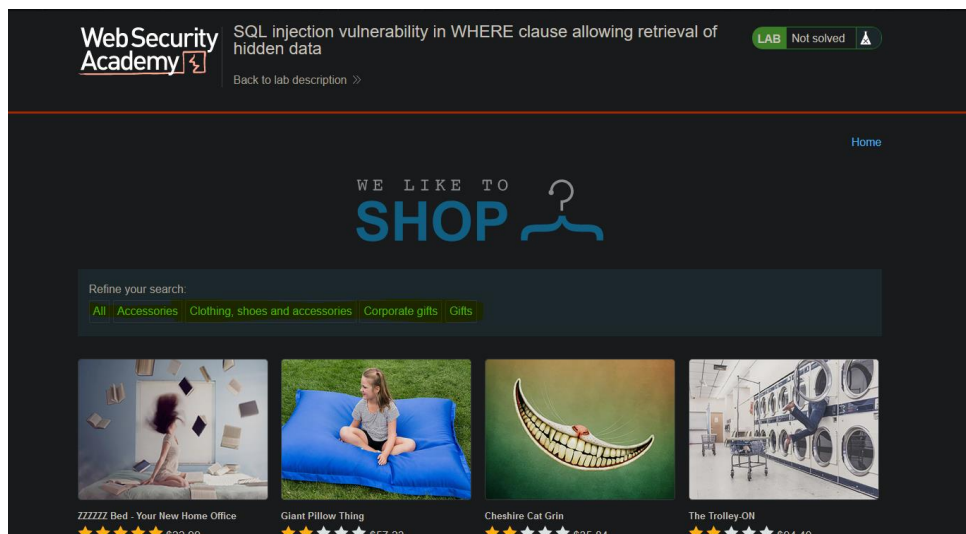 Web Security
Academy
SQL injection vulnerability in WHERE clause allowing retrieval of
hidden data
Back to lab description
LAB Not solved
Home
WE LIKE TO
SHOP
Refine your search:
All Accessories Clothing, shoes and accessories Corporate gifts Gifts
ZZZZZZ Bed - Your New Home Office Giant Pillow Thing Cheshire Cat Grin The Trolley-ON